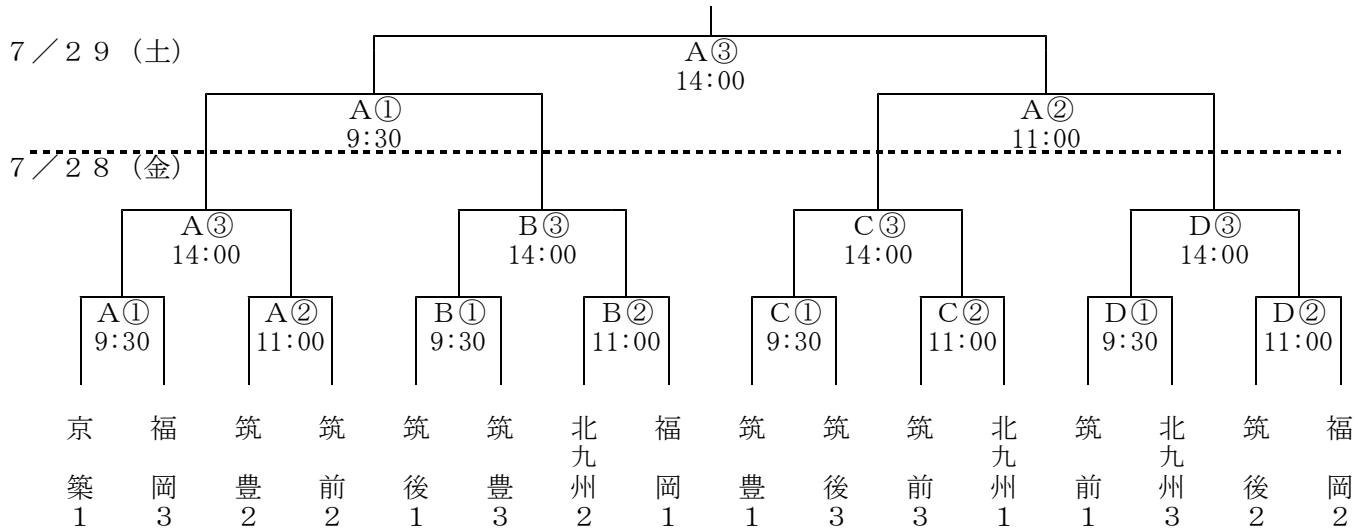 7／29（土）
A③
14:00
A①
9:30
A②
11:00
7／28（金）
A③
14:00
B③
14:00
C③
14:00
D③
14:00
A①
9:30
A②
11:00
B①
9:30
B②
11:00
C①
9:30
C②
11:00
D①
9:30
D②
11:00
京築1
福岡3
筑豊2
筑前2
筑後1
筑豊3
北九州2
福岡1
筑豊1
筑後3
筑前3
北九州1
筑前1
北九州3
筑後2
福岡2